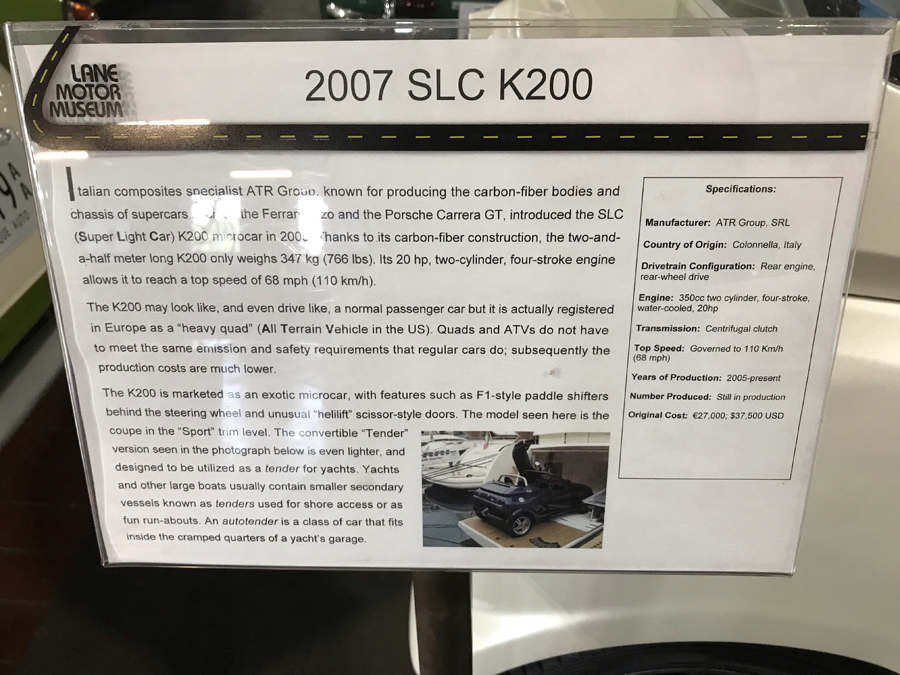 LANE
MOTOR
MUSEUM
2007 SLC K200
Italian composites specialist ATR Group, known for producing the carbon-fiber bodies and
chassis of supercars the Ferrari and the Porsche Carrera GT, introduced the SLC
(Super Light Car) K200 microcar in Thanks to its carbon-fiber construction, the two-and-
a-half meter long K200 only weighs 347 kg (766 lbs). Its 20 hp, two-cylinder, four-stroke engine
allows it to reach a top speed of 68 mph (110 km/h).
The K200 may look like, and even drive like, a normal passenger car but it is actually registered
in Europe as a "heavy quad" (All Terrain Vehicle in the US). Quads and ATVs do not have
to meet the same emission and safety requirements that regular cars do; subsequently the
production costs are much lower.
The K200 is marketed as an exotic microcar, with features such as F1-style paddle shifters
behind the steering wheel and unusual "helilift" scissor-style doors. The model seen here is the
coupe in the "Sport" trim level. The convertible "Tender"
version seen in the photograph below is even lighter, and
designed to be utilized as a tender for yachts. Yachts
and other large boats usually contain smaller secondary
vessels known as tenders used for shore access or as
fun run-abouts. An autotender is a class of car that fits
inside the cramped quarters of a yacht's garage.
Specifications:
Manufacturer: ATR Group, SRL
Country of Origin: Colonnella, Italy
Drivetrain Configuration: Rear engine,
rear-wheel drive
Engine: 350cc two cylinder, four-stroke,
water-cooled, 20hp
Transmission: Centrifugal clutch
Top Speed: Governed to 110 Km/h
(68 mph)
Years of Production: 2005-present
Number Produced: Still in production
Original Cost: €27,000; $37,500 USD